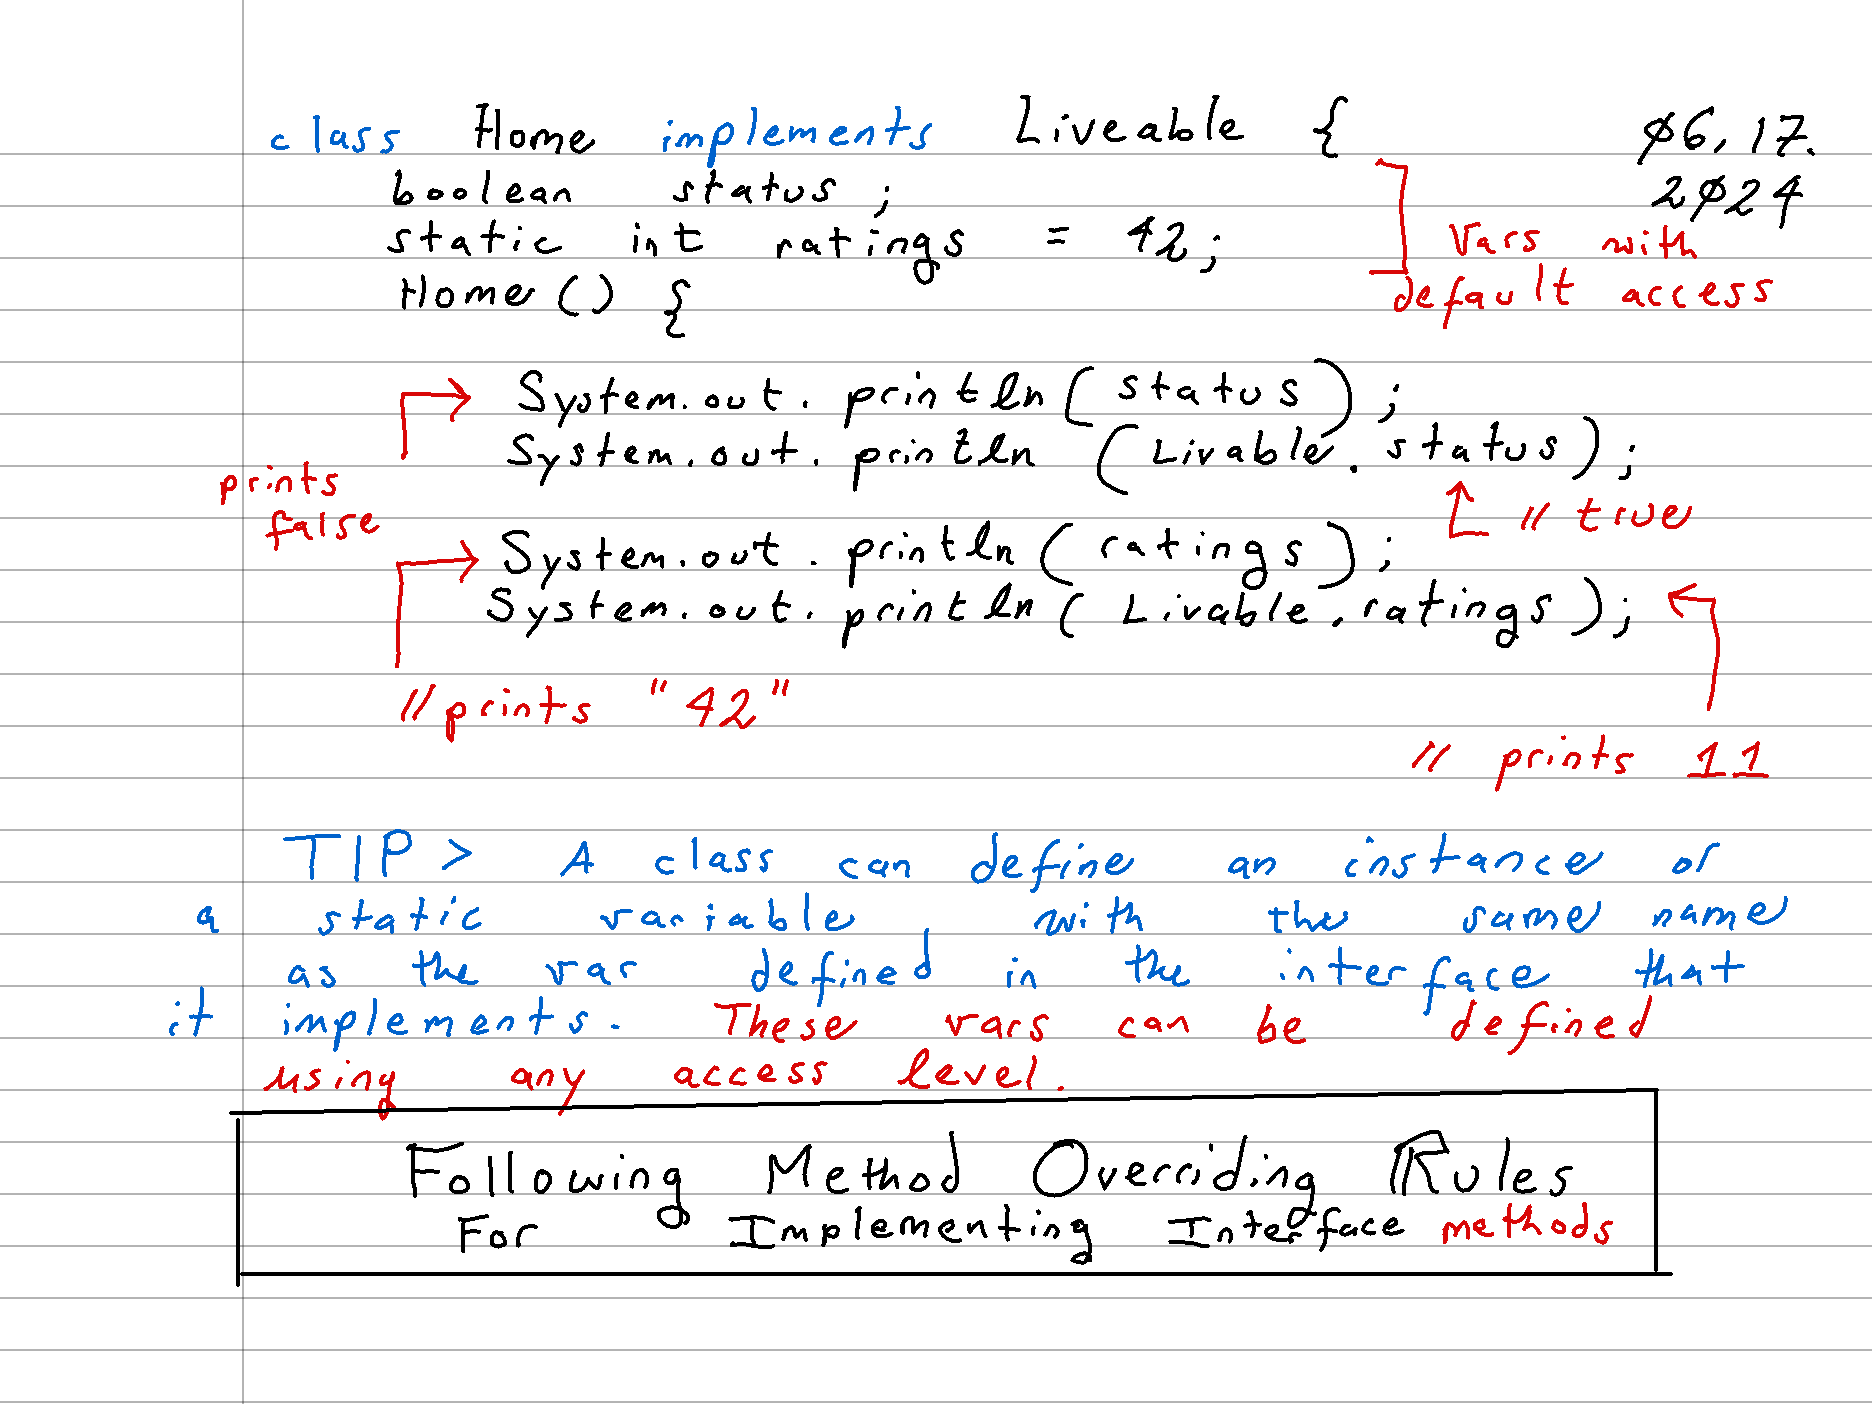 class Home implements Liveable {
ø6, 17.
2ø24
boolean status ;
static int ratings = 42;
Vars with
default access
Home () {
System.out. println( status ) ;
System.out. println (Livable. status) ;
prints
false
// true
System.out . println( ratings ) ;
System.out. println( Livable .ratings ) ;
//prints "42"
// prints 11
TIP > A class can define an instance or
a static variable with the same name
as the var defined in the interface that
it implements. These vars can be defined
using any access level.
Following Method Overriding Rules
For Implementing Interface methods